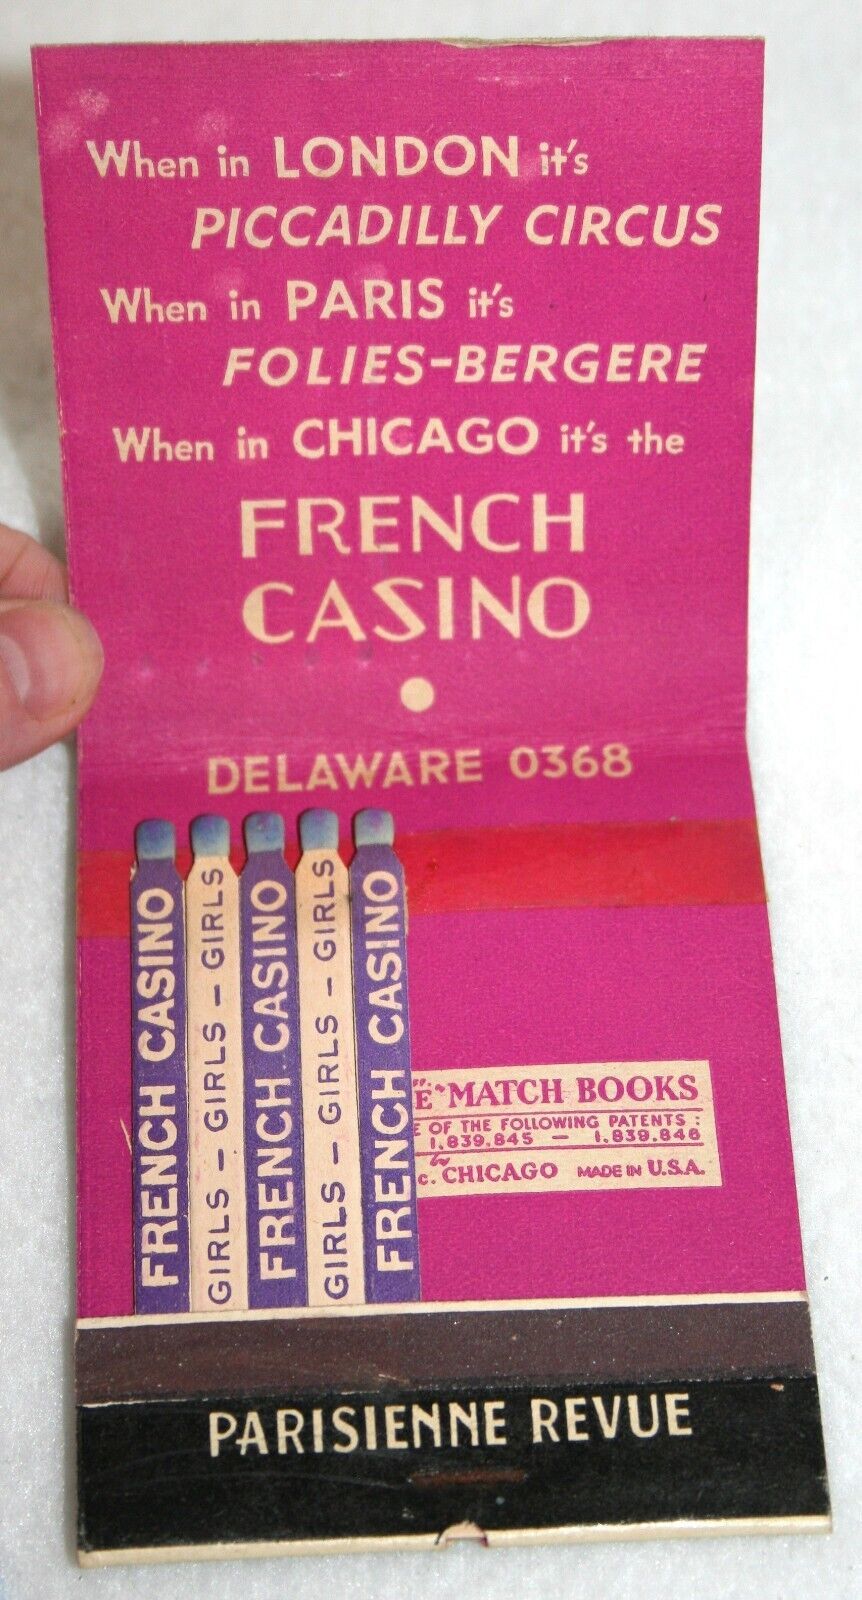 When in LONDON it's
PICCADILLY CIRCUS
When in PARIS it's
FOLIES-BERGERE
When in CHICAGO it's the
FRENCH
CASINO
DELAWARE 0368
FRENCH CASINO
GIRLS - GIRLS - GIRLS
FRENCH CASINO
GIRLS - GIRLS - GIRLS
FRENCH CASINO
MATCH BOOKS
OF THE FOLLOWING PATENTS:
1,839,845 — 1,839,846
CHICAGO MADE IN U.S.A.
PARISIENNE REVUE